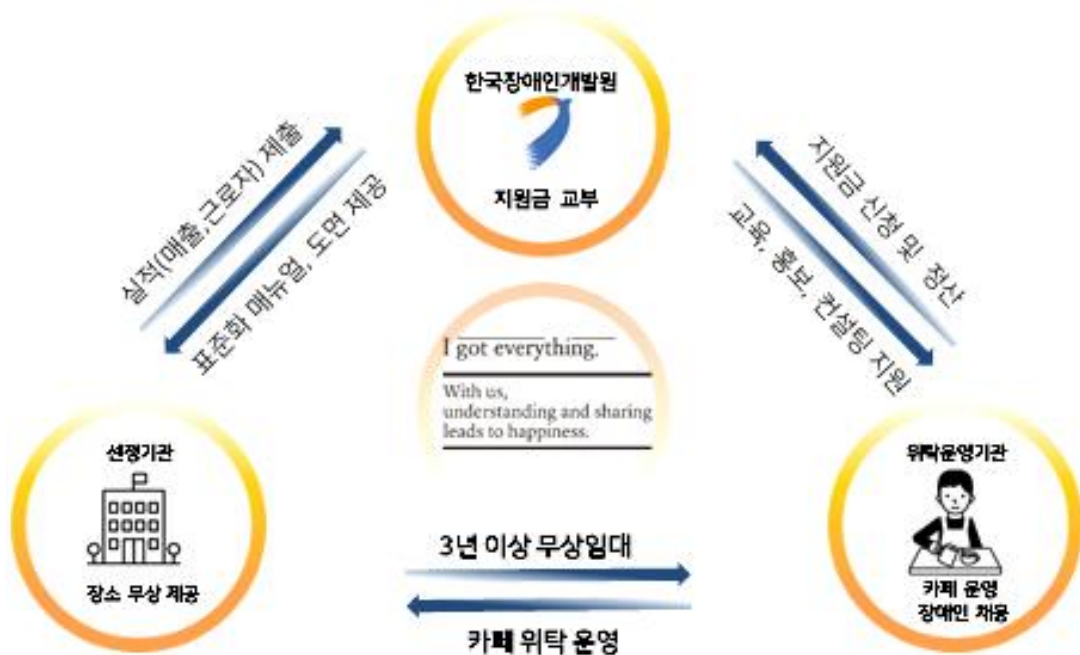 한국장애인개발원
지원금 교부
실적(매출,근로자) 제출
표준화 매뉴얼, 도면 제공
지원금 신청 및 정산
교육, 홍보, 컨설팅 지원
I got everything.
With us,
understanding and sharing
leads to happiness.
선정기관
장소 무상 제공
위탁운영기관
카페 운영
장애인 채용
3년 이상 무상임대
카페 위탁 운영